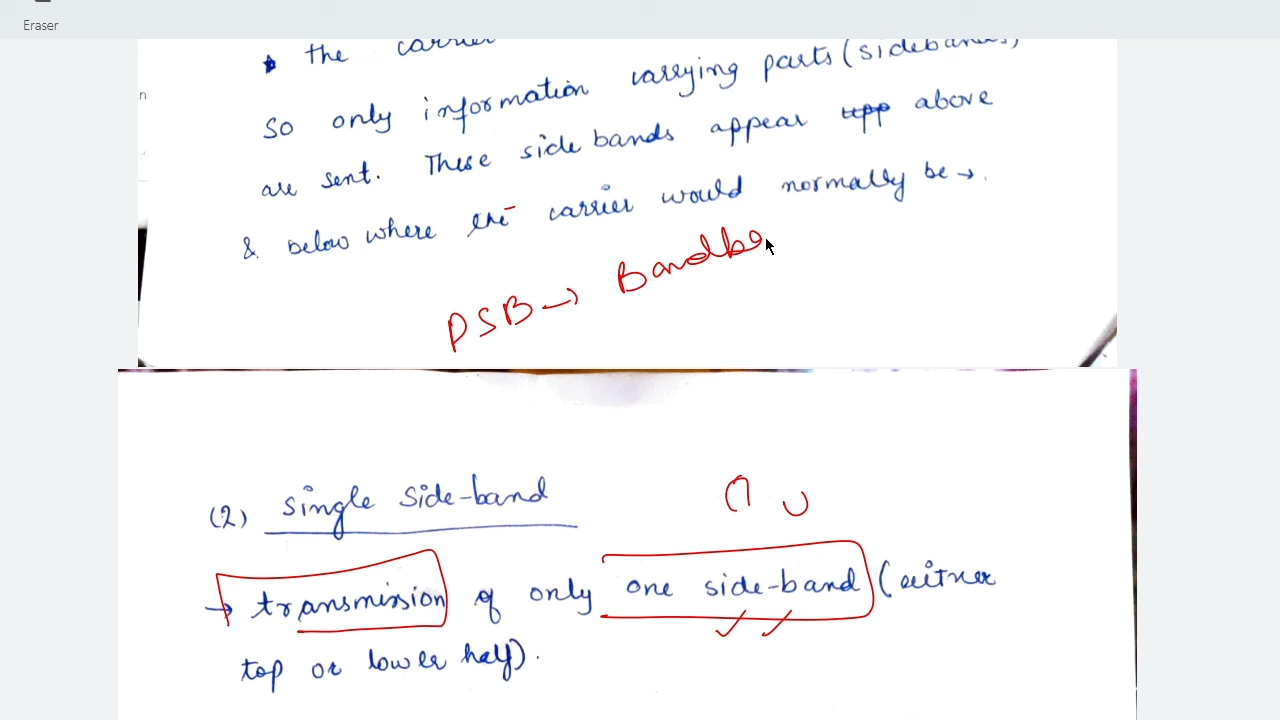 Eraser
n
the carrier
So only information carrying parts (sidebands)
are sent. These side bands appear upp above
& below where the carrier would normally be →.
DSB → Bandba
(2) Single Side-band
→ transmission of only one side-band (either
top or lower half).